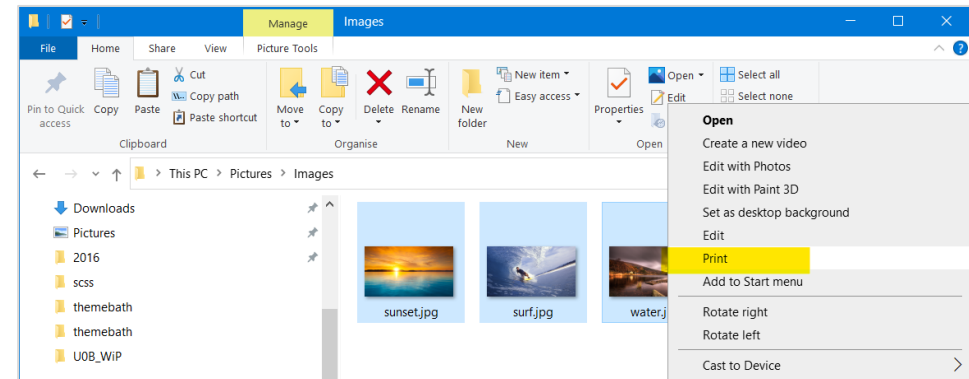 Manage
Images
File
Home
Share
View
Picture Tools
Pin to Quick
access
Copy
Paste
Cut
Copy path
Paste shortcut
Clipboard
Move
to
Copy
to
Delete
Rename
Organise
New
folder
New item
Easy access
New
Properties
Open
Edit
Open
Select all
Select none
This PC > Pictures > Images
Downloads
Pictures
2016
scss
themebath
themebath
U0B_WiP
sunset.jpg
surf.jpg
water.j
Open
Create a new video
Edit with Photos
Edit with Paint 3D
Set as desktop background
Edit
Print
Add to Start menu
Rotate right
Rotate left
Cast to Device